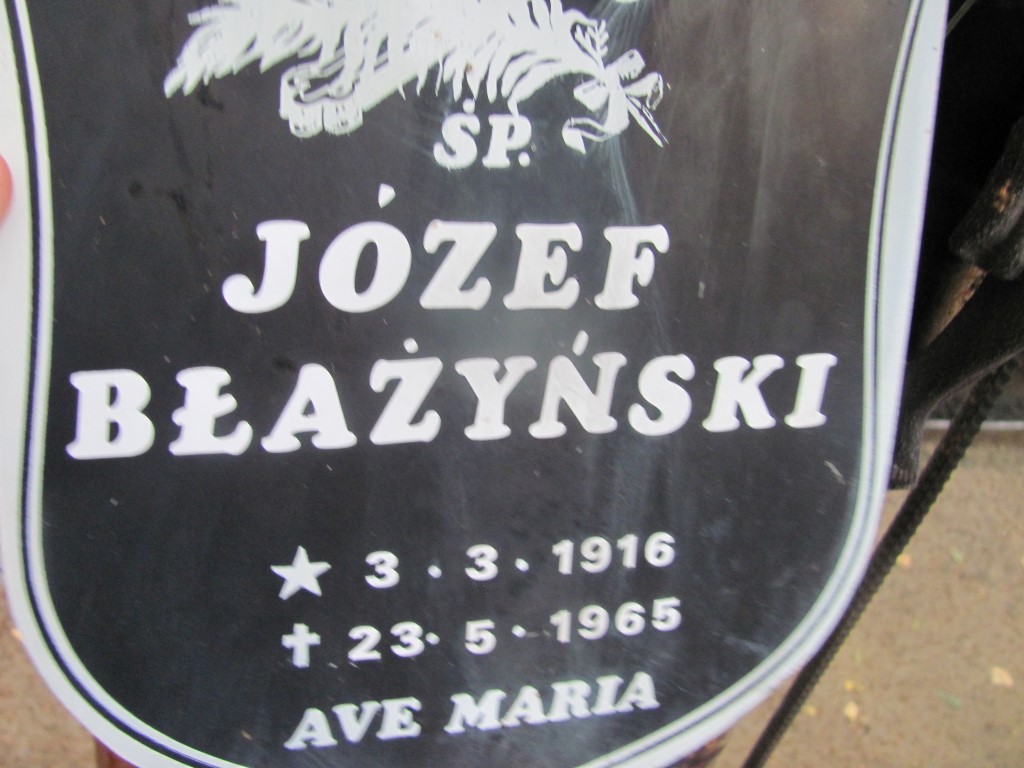 ŚP.
JÓZEF
BŁAŻYŃSKI
★ 3 . 3 . 1916
✝ 23. 5 . 1965
AVE MARIA